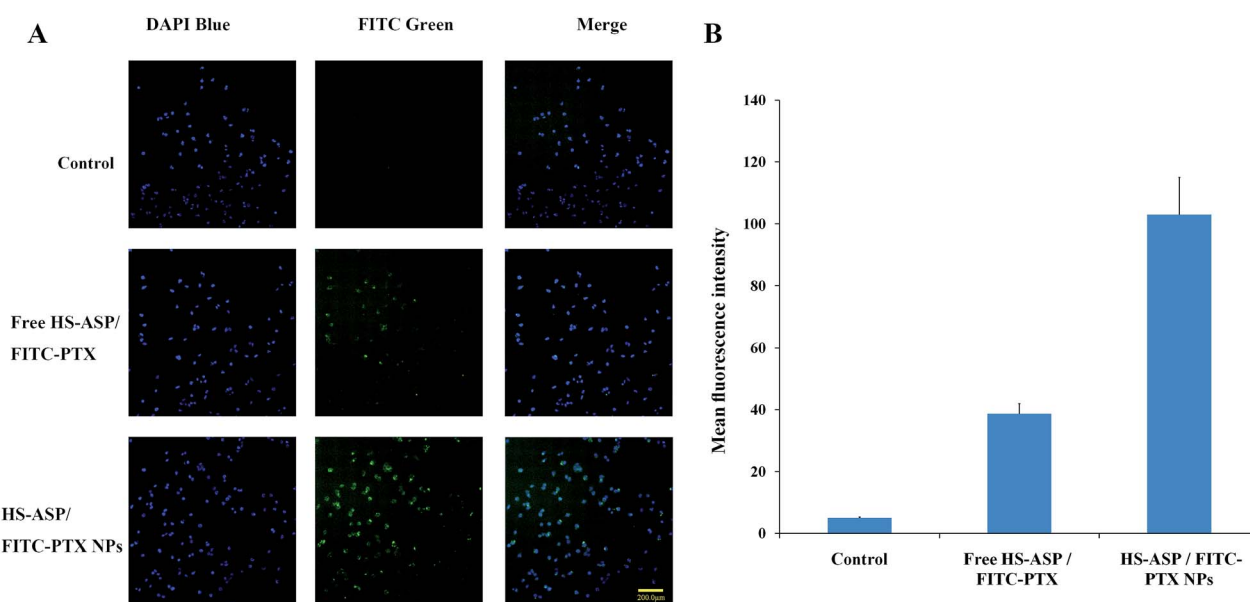 A
DAPI Blue
FITC Green
Merge
Control
Free HS-ASP/
FITC-PTX
HS-ASP/
FITC-PTX NPs
200.0μm
B
Mean fluorescence intensity
140
120
100
80
60
40
20
0
Control
Free HS-ASP /
FITC-PTX
HS-ASP / FITC-
PTX NPs